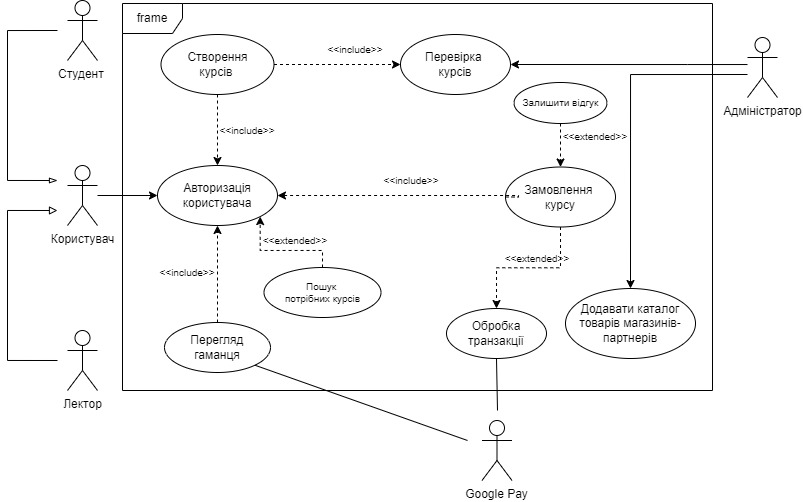 frame
Студент
Створення
курсів
<<include>>
Перевірка
курсів
Адміністратор
Залишити відгук
<<include>>
<<extended>>
Користувач
Авторизація
користувача
<<include>>
Замовлення
курсу
<<extended>>
<<extended>>
<<include>>
Пошук
потрібних курсів
Додавати каталог
товарів магазинів-
партнерів
Обробка
транзакції
Перегляд
гаманця
Лектор
Google Pay